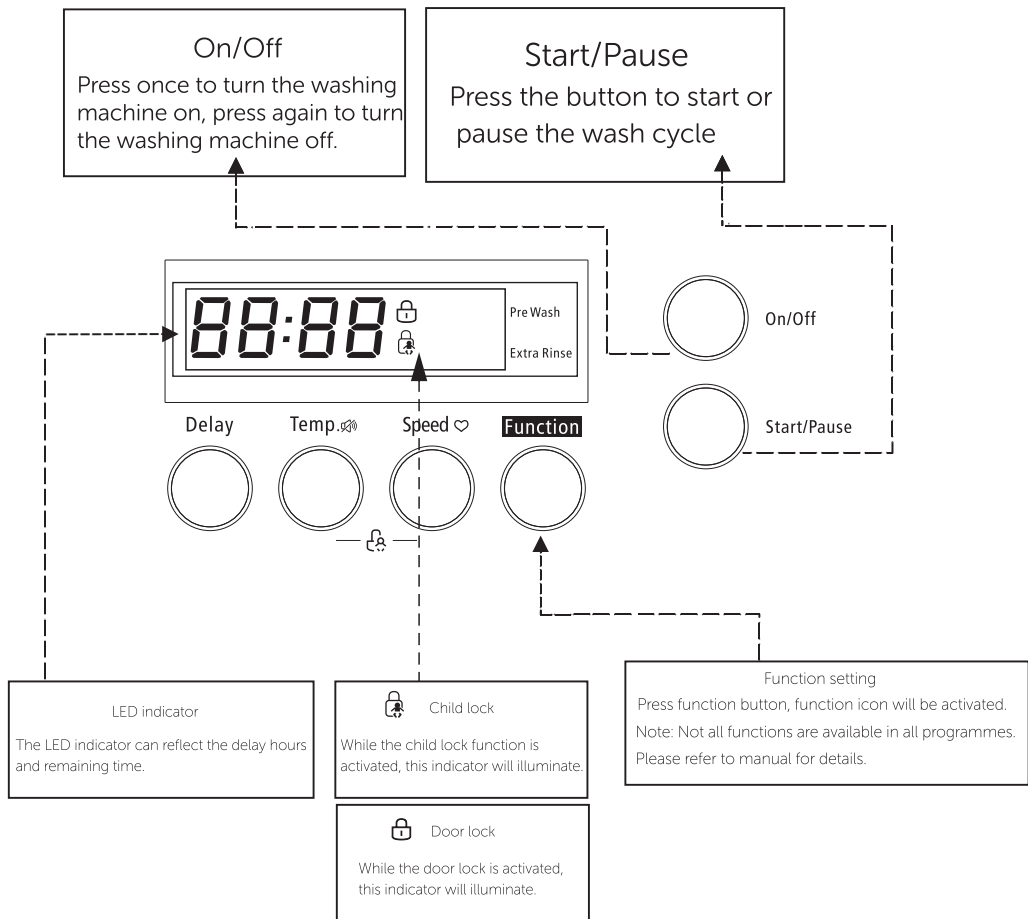 On/Off
Press once to turn the washing
machine on, press again to turn
the washing machine off.
Start/Pause
Press the button to start or
pause the wash cycle
88:88
Pre Wash
Extra Rinse
On/Off
Start/Pause
Delay
Temp.
Speed
Function
LED indicator
The LED indicator can reflect the delay hours
and remaining time.
Child lock
While the child lock function is
activated, this indicator will illuminate.
Door lock
While the door lock is activated,
this indicator will illuminate.
Function setting
Press function button, function icon will be activated.
Note: Not all functions are available in all programmes.
Please refer to manual for details.